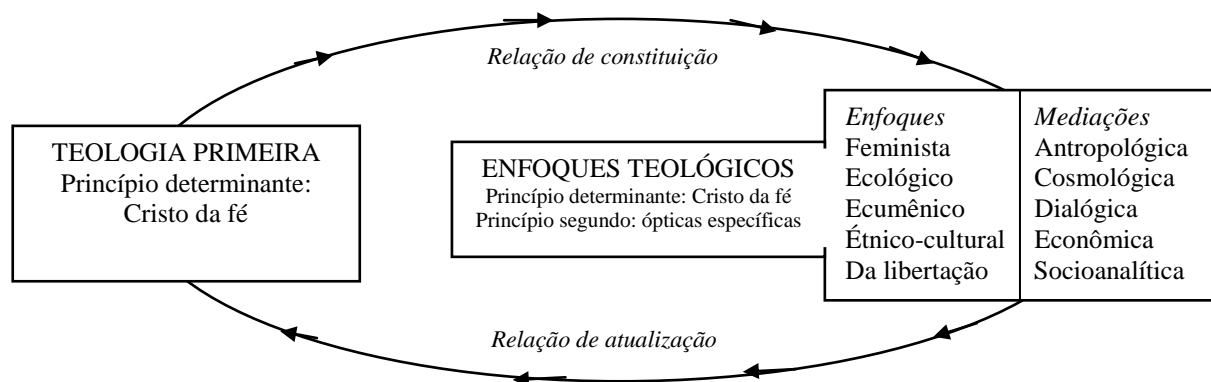 Relação de constituição
TEOLOGIA PRIMEIRA
Princípio determinante:
Cristo da fé
ENFOQUES TEOLÓGICOS
Princípio determinante: Cristo da fé
Princípio segundo: ópticas específicas
Enfoques
Feminista
Ecológico
Ecumênico
Étnico-cultural
Da libertação
Mediações
Antropológica
Cosmológica
Dialógica
Econômica
Socioanalítica
Relação de atualização